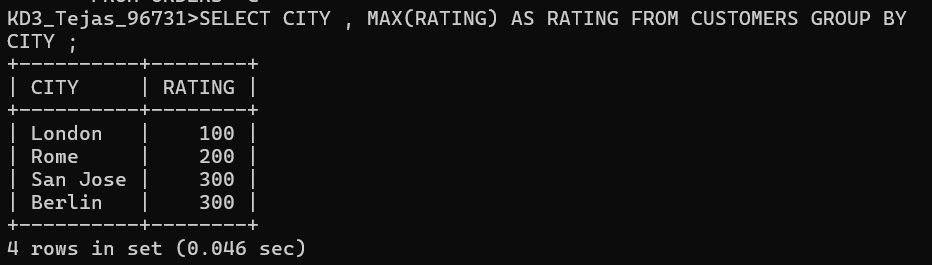 KD3_Tejas_96731>SELECT CITY , MAX(RATING) AS RATING FROM CUSTOMERS GROUP BY
CITY ;
+----------+--------+
| CITY     | RATING |
+----------+--------+
| London   |    100 |
| Rome     |    200 |
| San Jose |    300 |
| Berlin   |    300 |
+----------+--------+
4 rows in set (0.046 sec)